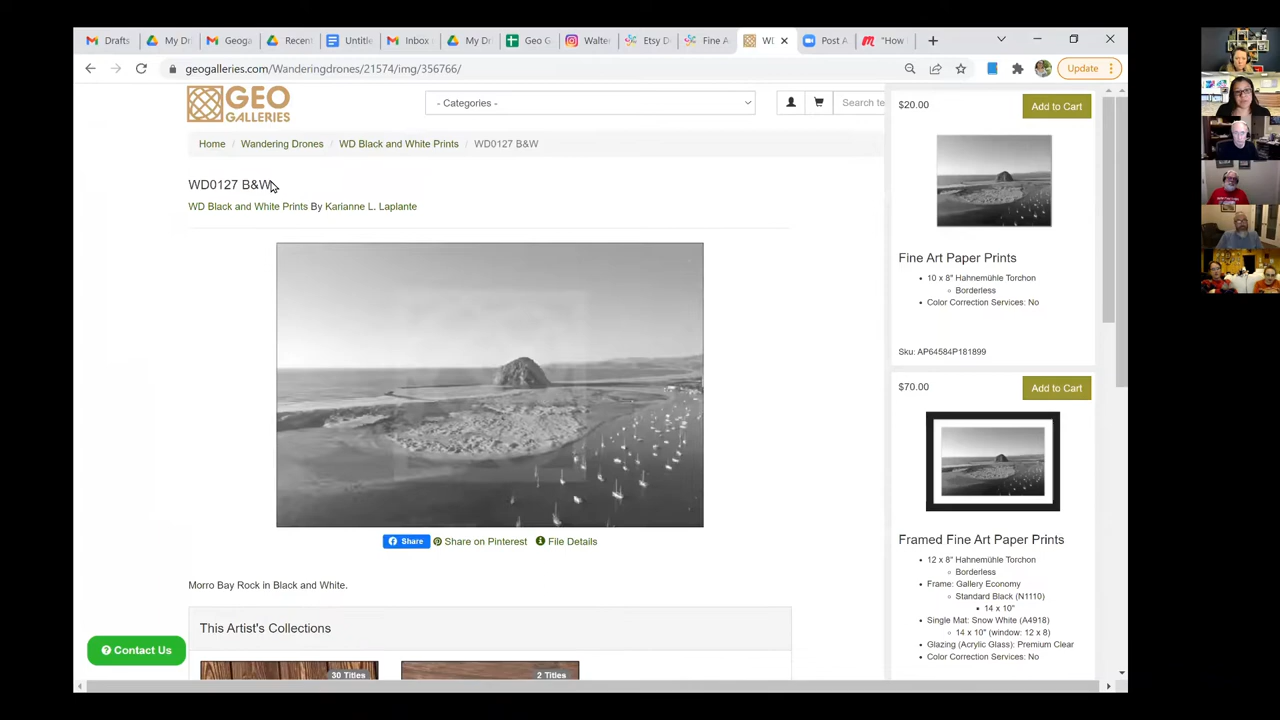 Drafts
My Dr
Geoga
Recent
Untitle
Inbox
My Dr
Geo G
Walter
Etsy D
Fine A
WD
Post A
"How
geogalleries.com/Wanderingdrones/21574/img/356766/
Update
GEO
GALLERIES
- Categories -
Search te
Home / Wandering Drones / WD Black and White Prints / WD0127 B&W
WD0127 B&W
WD Black and White Prints By Karianne L. Laplante
Share
Share on Pinterest
File Details
Morro Bay Rock in Black and White.
This Artist's Collections
30 Titles
2 Titles
Contact Us
$20.00
Add to Cart
Fine Art Paper Prints
10 x 8" Hahnemühle Torchon
Borderless
Color Correction Services: No
Sku: AP64584P181899
$70.00
Add to Cart
Framed Fine Art Paper Prints
12 x 8" Hahnemühle Torchon
Borderless
Frame: Gallery Economy
Standard Black (N1110)
14 x 10"
Single Mat: Snow White (A4918)
14 x 10" (window: 12 x 8)
Glazing (Acrylic Glass): Premium Clear
Color Correction Services: No